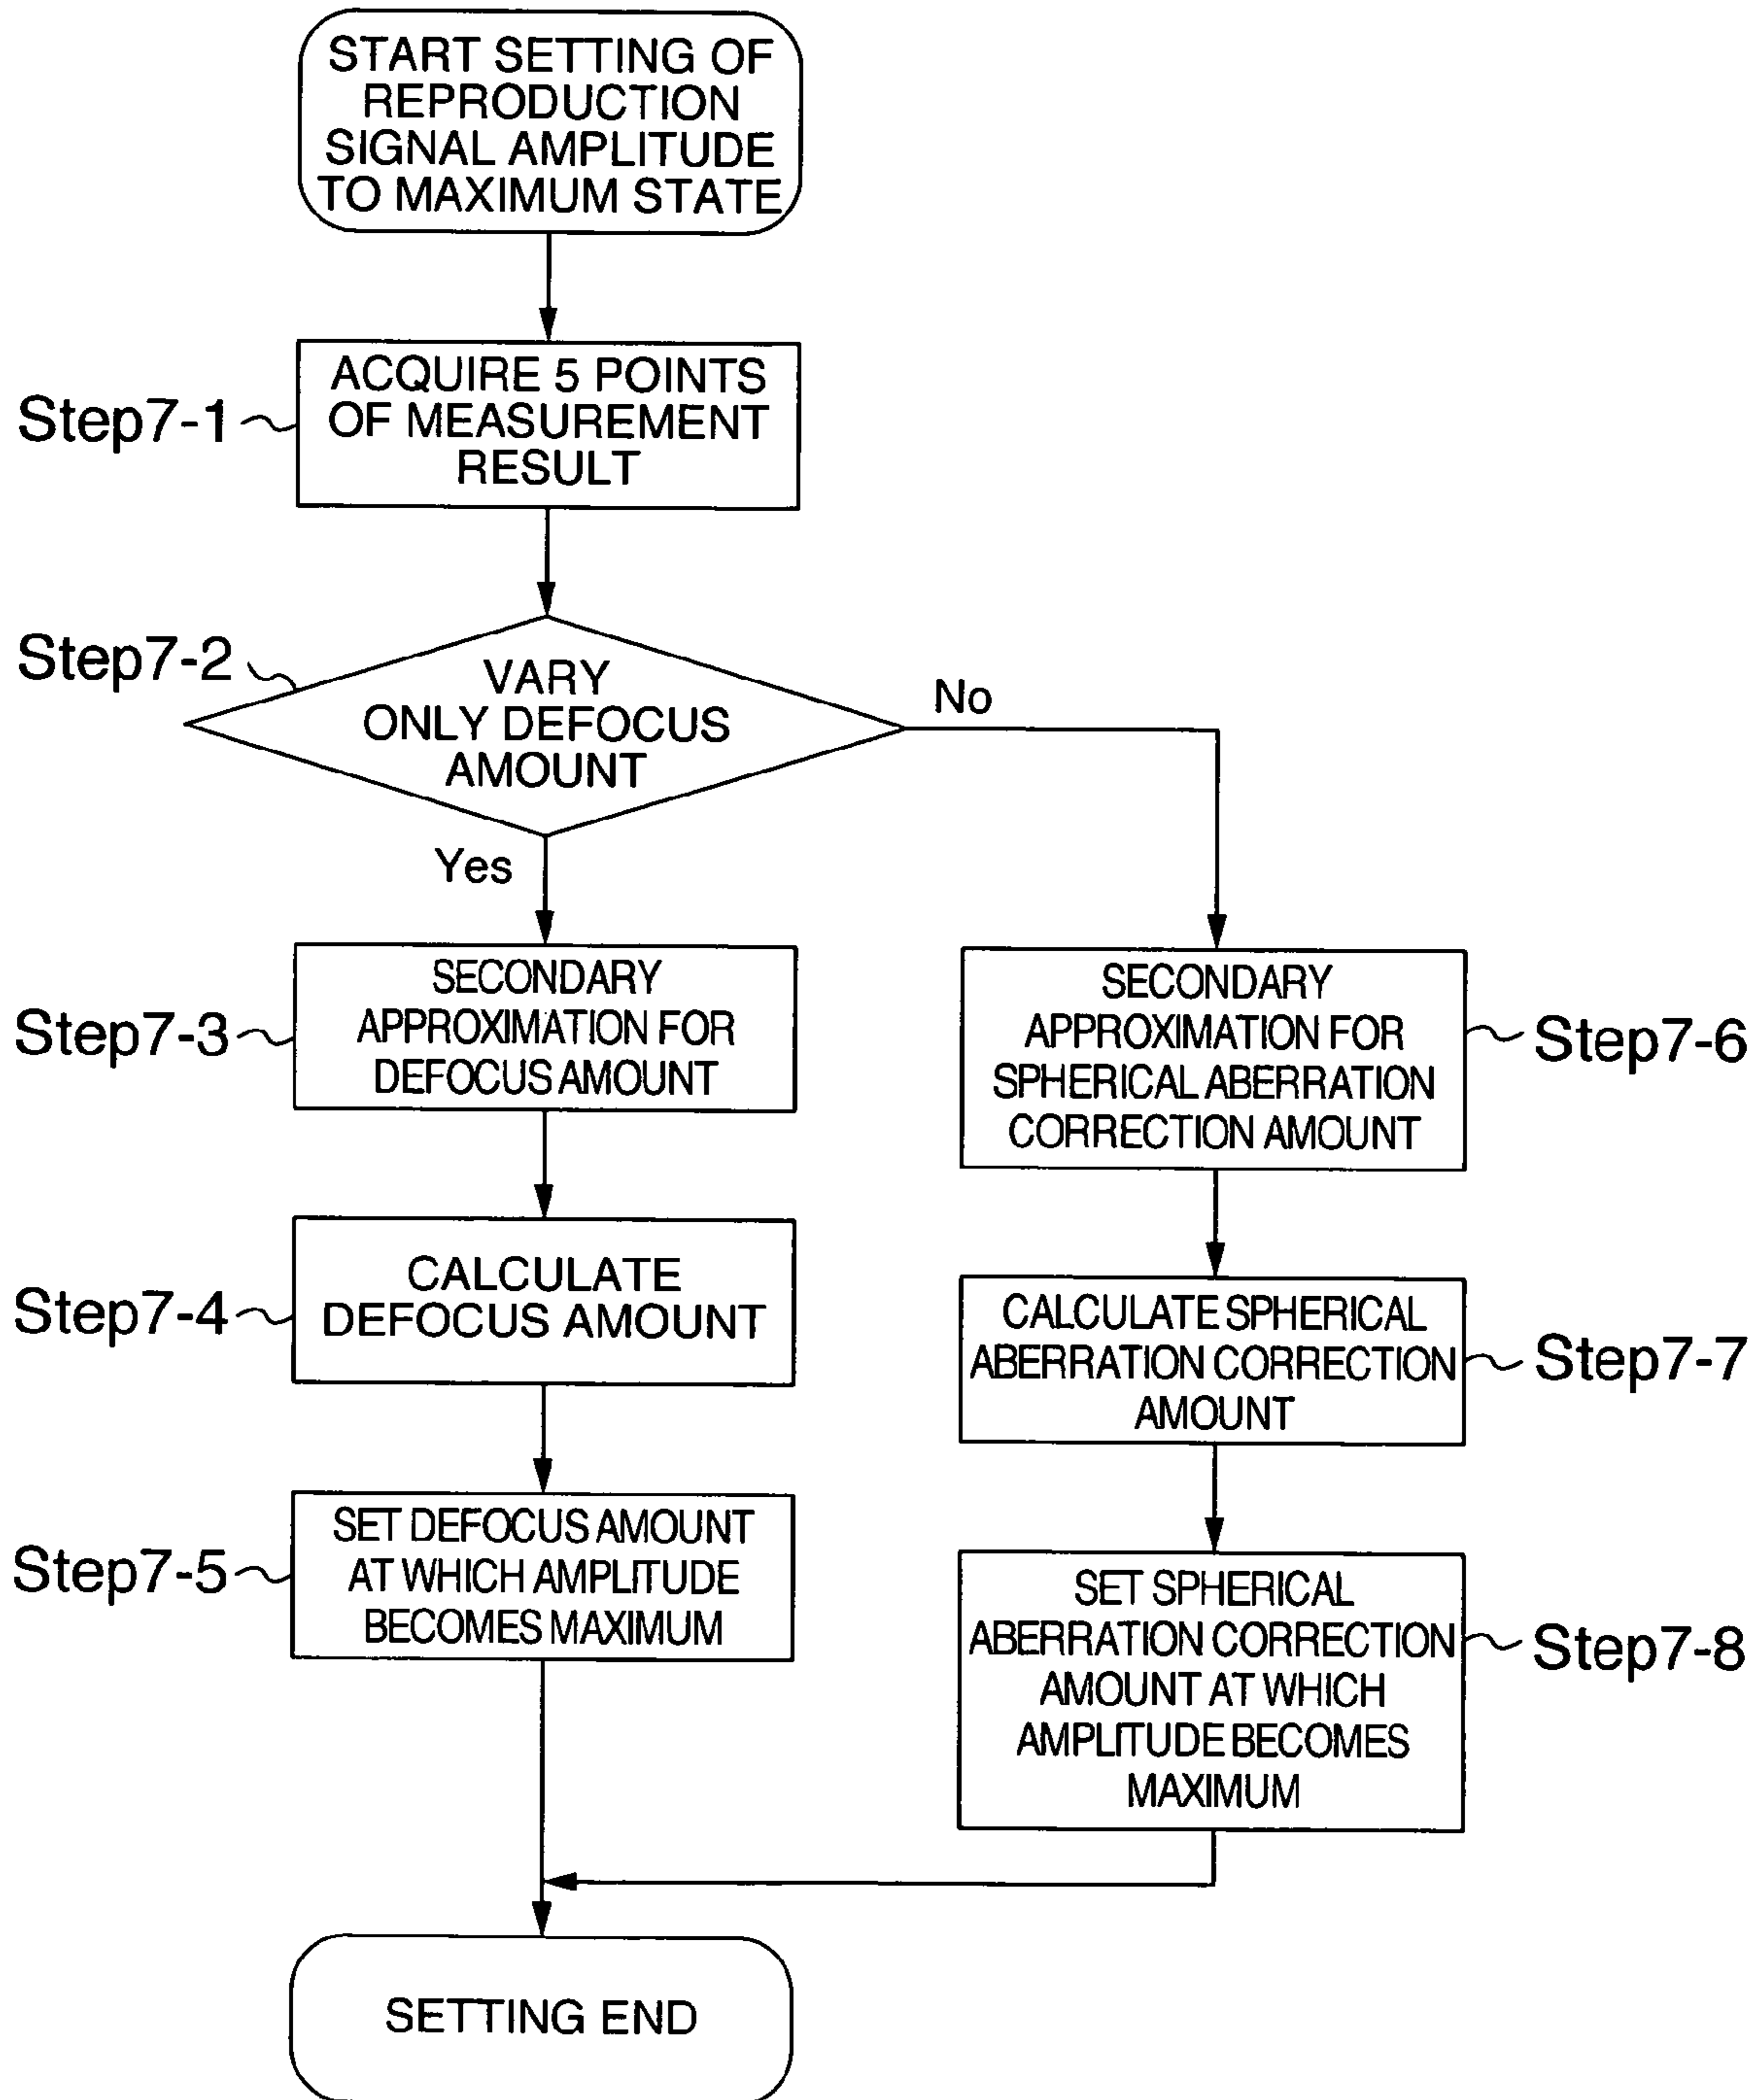 START SETTING OF
REPRODUCTION
SIGNAL AMPLITUDE
TO MAXIMUM STATE
Step7-1
ACQUIRE 5 POINTS
OF MEASUREMENT
RESULT
Step7-2
VARY
ONLY DEFOCUS
AMOUNT
No
Yes
Step7-3
SECONDARY
APPROXIMATION FOR
DEFOCUS AMOUNT
Step7-4
CALCULATE
DEFOCUS AMOUNT
Step7-5
SET DEFOCUS AMOUNT
AT WHICH AMPLITUDE
BECOMES MAXIMUM
SECONDARY
APPROXIMATION FOR
SPHERICAL ABERRATION
CORRECTION AMOUNT
Step7-6
CALCULATE SPHERICAL
ABERRATION CORRECTION
AMOUNT
Step7-7
SET SPHERICAL
ABERRATION CORRECTION
AMOUNT AT WHICH
AMPLITUDE BECOMES
MAXIMUM
Step7-8
SETTING END